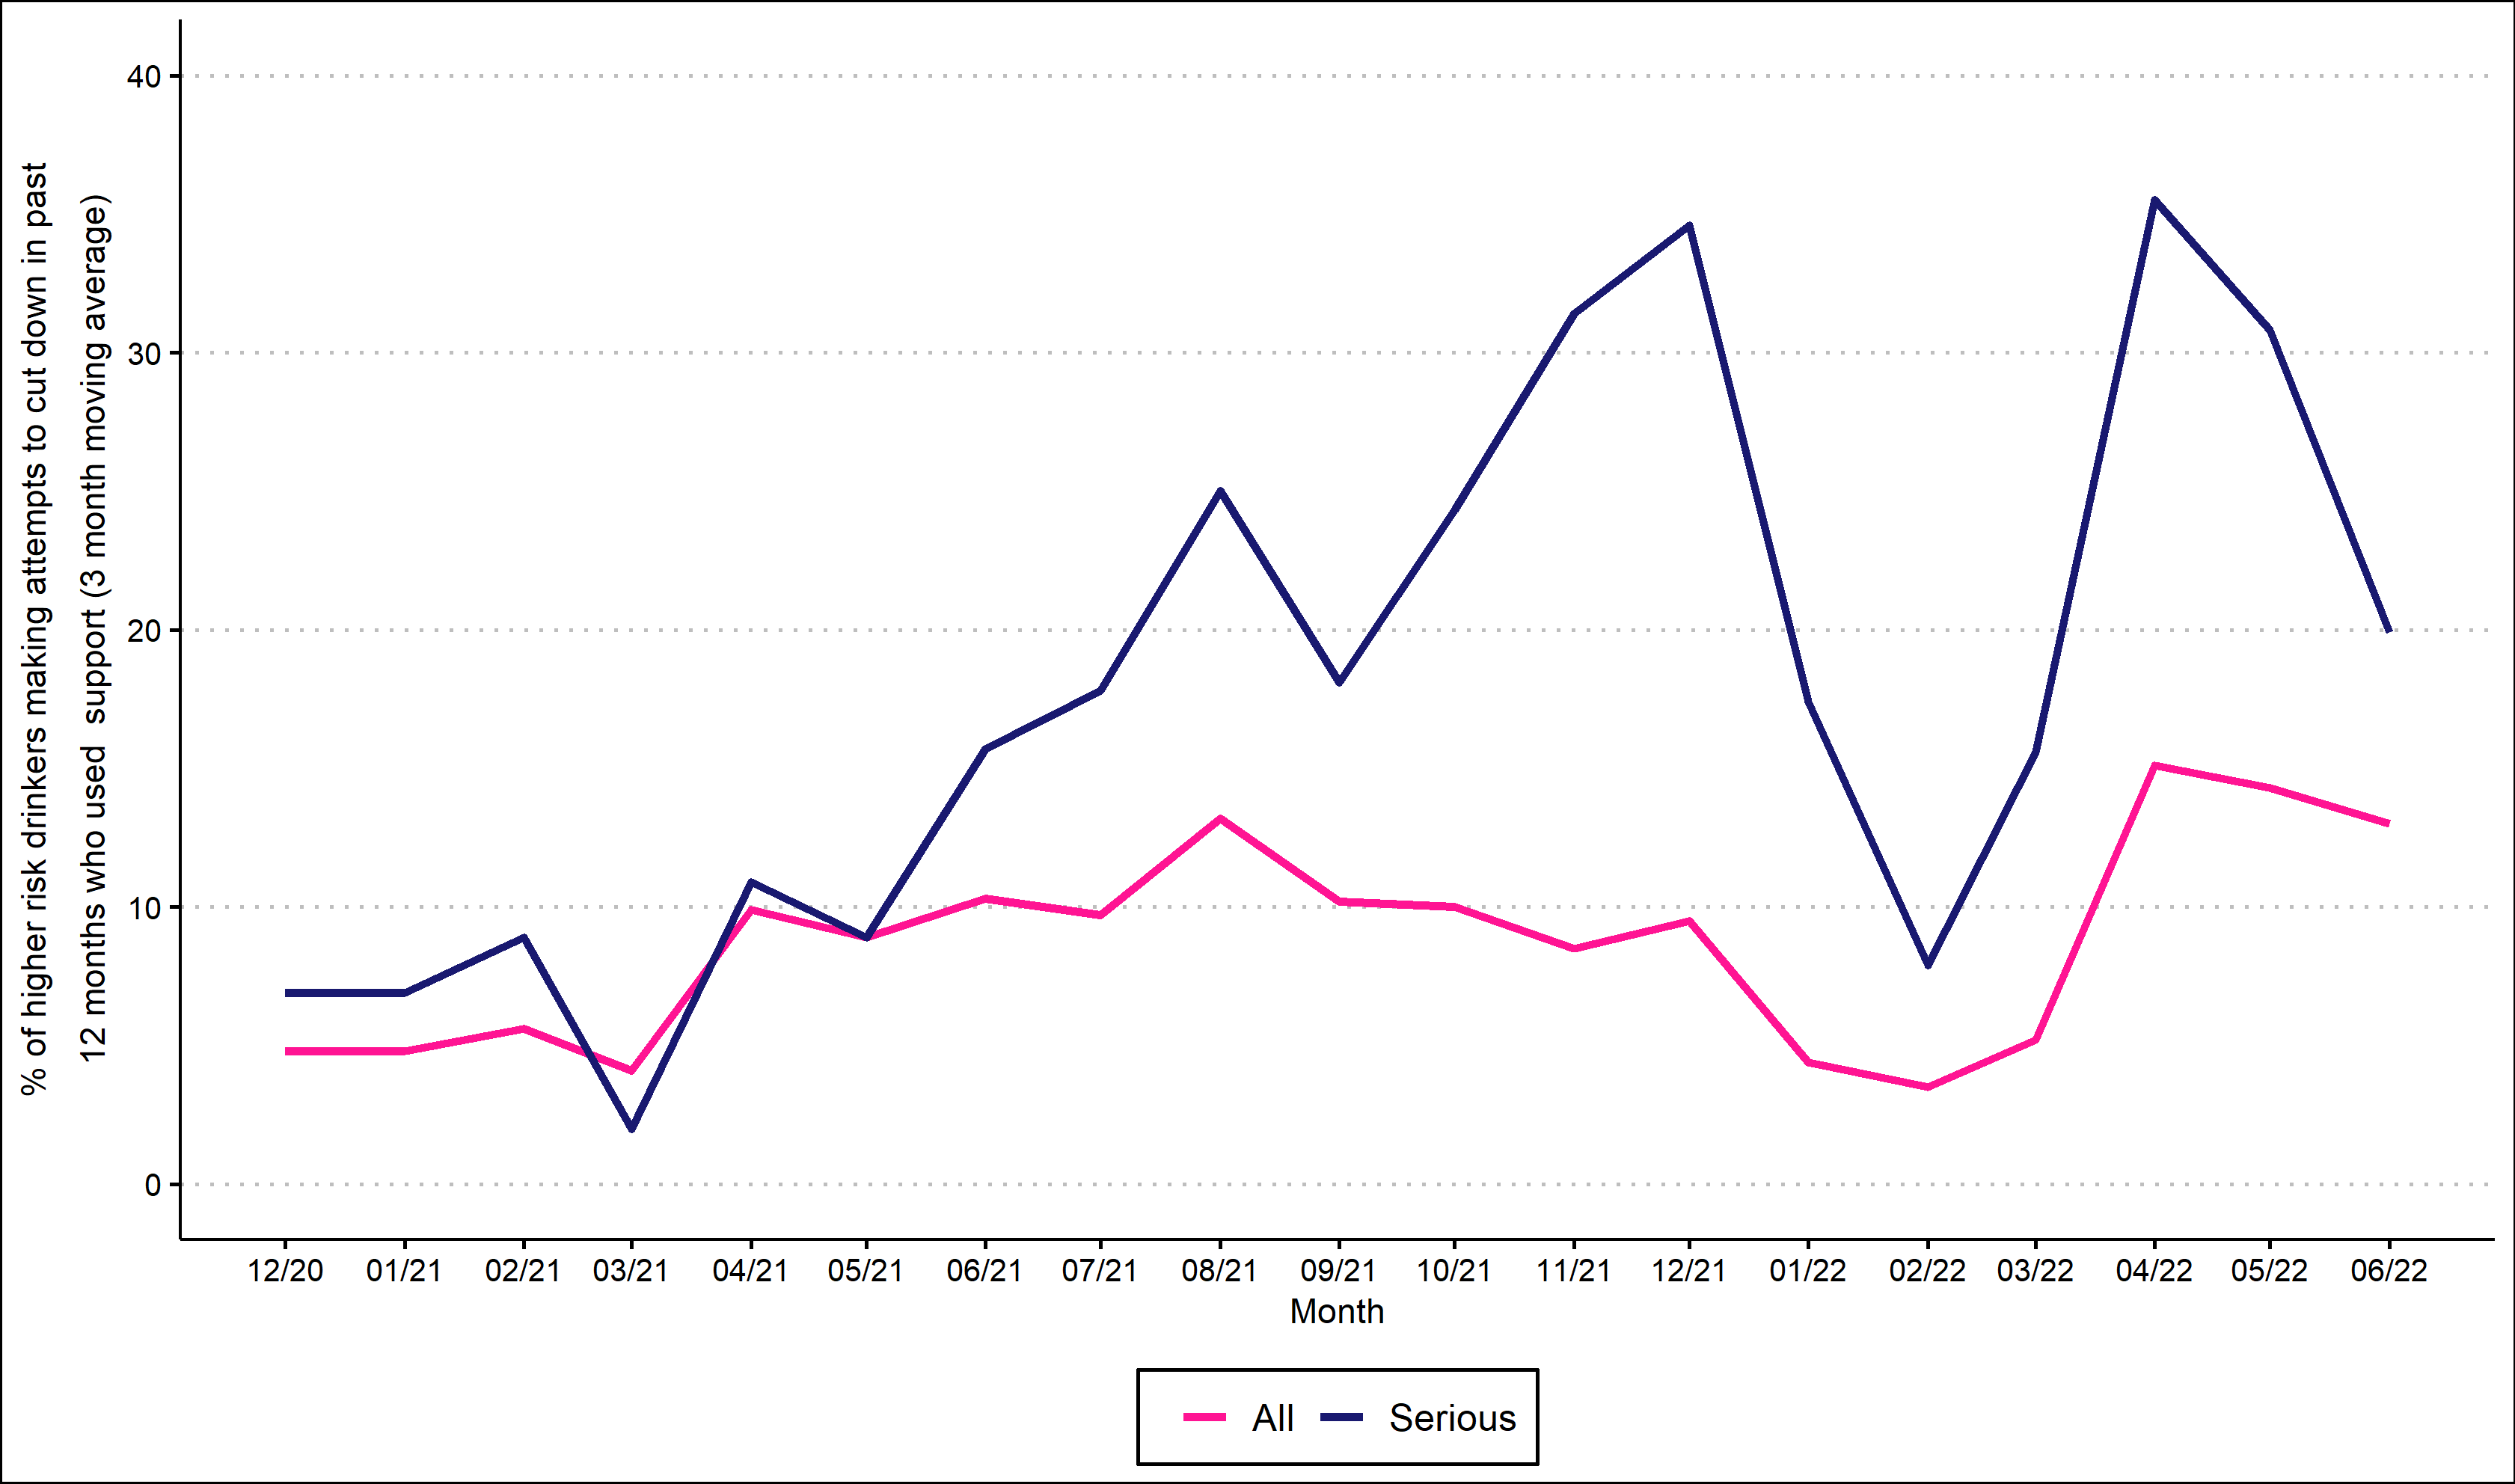 % of higher risk drinkers making attempts to cut down in past
12 months who used  support (3 month moving average)
40
30
20
10
0
12/20 01/21 02/21 03/21 04/21 05/21 06/21 07/21 08/21 09/21 10/21 11/21 12/21 01/22 02/22 03/22 04/22 05/22 06/22
Month
All Serious